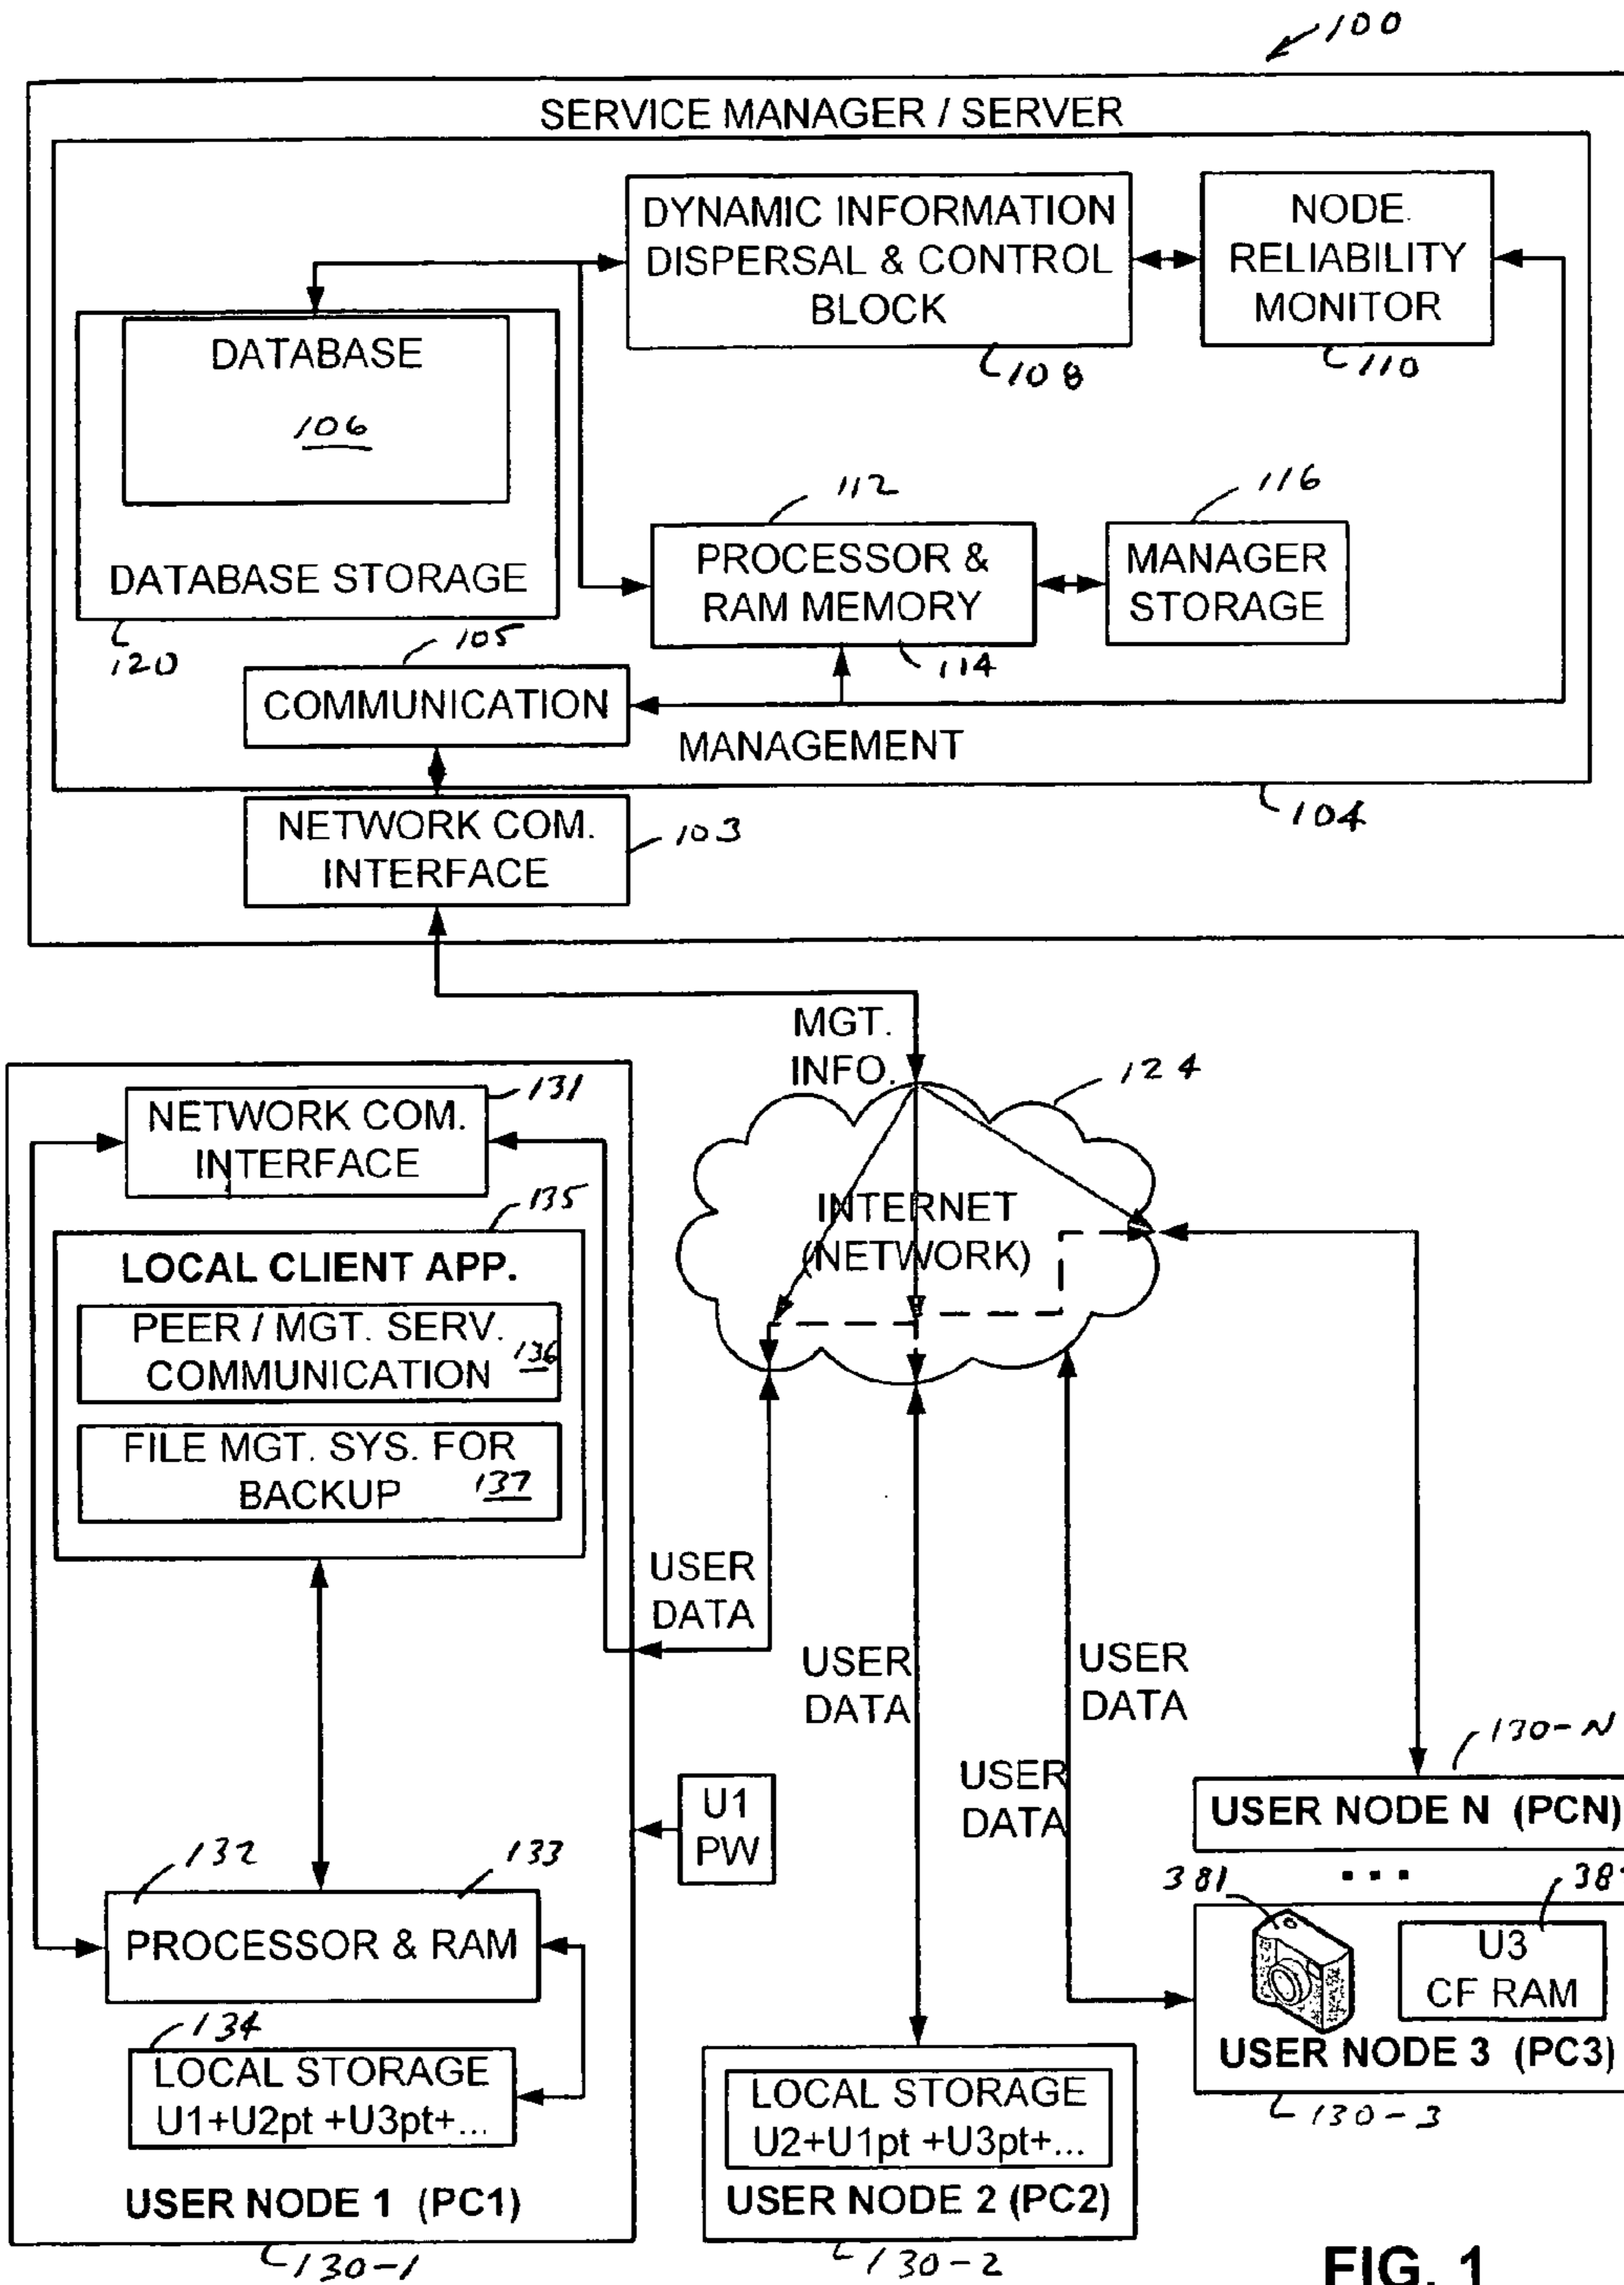 100
SERVICE MANAGER / SERVER
DYNAMIC INFORMATION
DISPERSAL & CONTROL
BLOCK
108
NODE.
RELIABILITY
MONITOR
110
DATABASE
106
DATABASE STORAGE
120
112
PROCESSOR &
RAM MEMORY
114
116
MANAGER
STORAGE
105
COMMUNICATION
MANAGEMENT
104
NETWORK COM.
INTERFACE
103
MGT.
INFO.
124
INTERNET
(NETWORK)
131
NETWORK COM.
INTERFACE
135
LOCAL CLIENT APP.
PEER / MGT. SERV.
COMMUNICATION 136
FILE MGT. SYS. FOR
BACKUP 137
USER
DATA
USER
DATA
USER
DATA
USER
DATA
U1
PW
132
133
PROCESSOR & RAM
134
LOCAL STORAGE
U1+U2pt +U3pt+...
USER NODE 1 (PC1)
130-1
LOCAL STORAGE
U2+U1pt +U3pt+...
USER NODE 2 (PC2)
130-2
130-N
USER NODE N (PCN)
...
381
U3
CF RAM
USER NODE 3 (PC3)
130-3
FIG. 1